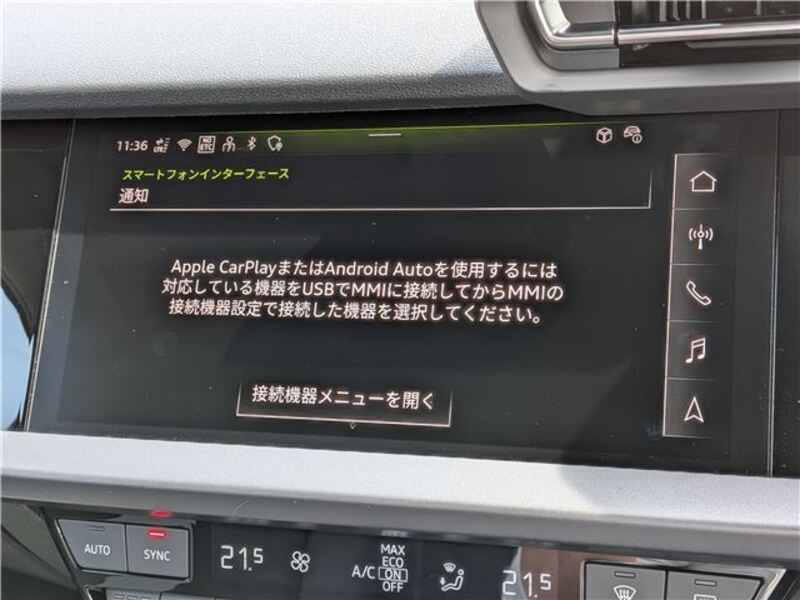 11:36 LTE NO ETC
スマートフォンインターフェース
通知
Apple CarPlayまたはAndroid Autoを使用するには
対応している機器をUSBでMMIに接続してからMMIの
接続機器設定で接続した機器を選択してください。
接続機器メニューを開く
AUTO SYNC 21.5 A/C MAX ECO ON OFF 21.5